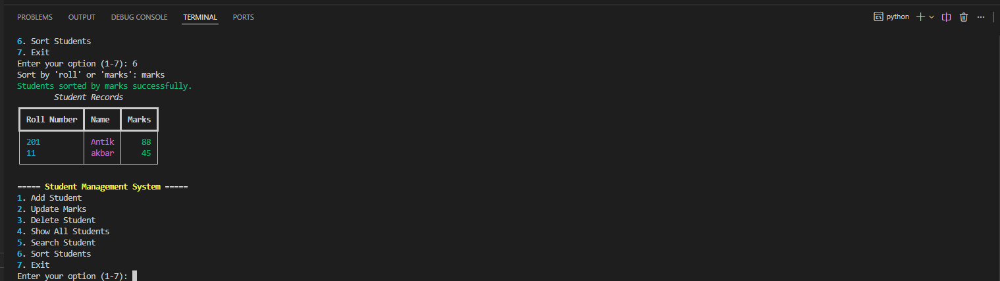 PROBLEMS OUTPUT DEBUG CONSOLE TERMINAL PORTS python
6. Sort Students
7. Exit
Enter your option (1-7): 6
Sort by 'roll' or 'marks': marks
Students sorted by marks successfully.
Student Records
Roll Number Name Marks
201 Antik 88
11 akbar 45
===== Student Management System =====
1. Add Student
2. Update Marks
3. Delete Student
4. Show All Students
5. Search Student
6. Sort Students
7. Exit
Enter your option (1-7):